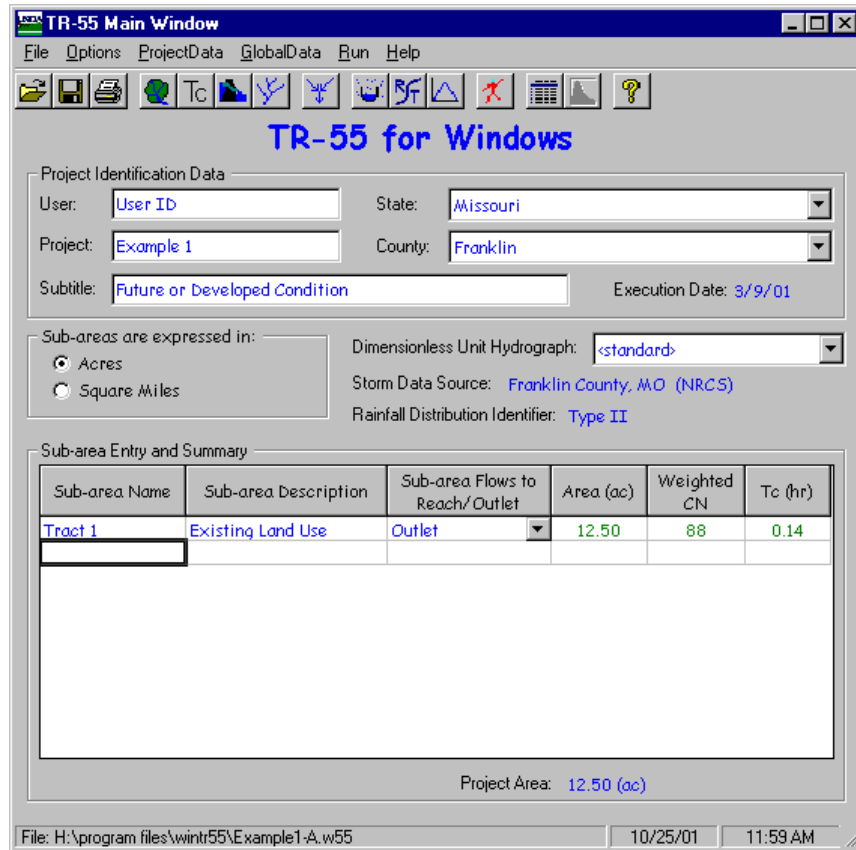 TR-55 Main Window
File Options ProjectData GlobalData Run Help
Tc
TR-55 for Windows
Project Identification Data
User: User ID State: Missouri
Project: Example 1 County: Franklin
Subtitle: Future or Developed Condition Execution Date: 3/9/01
Sub-areas are expressed in:
Acres
Square Miles
Dimensionless Unit Hydrograph: <standard>
Storm Data Source: Franklin County, MO (NRCS)
Rainfall Distribution Identifier: Type II
Sub-area Entry and Summary
Sub-area Name Sub-area Description Sub-area Flows to Reach/Outlet Area (ac) Weighted CN Tc (hr)
Tract 1 Existing Land Use Outlet 12.50 88 0.14
Project Area: 12.50 (ac)
File: H:\program files\wintr55\Example1-A.w55 10/25/01 11:59 AM